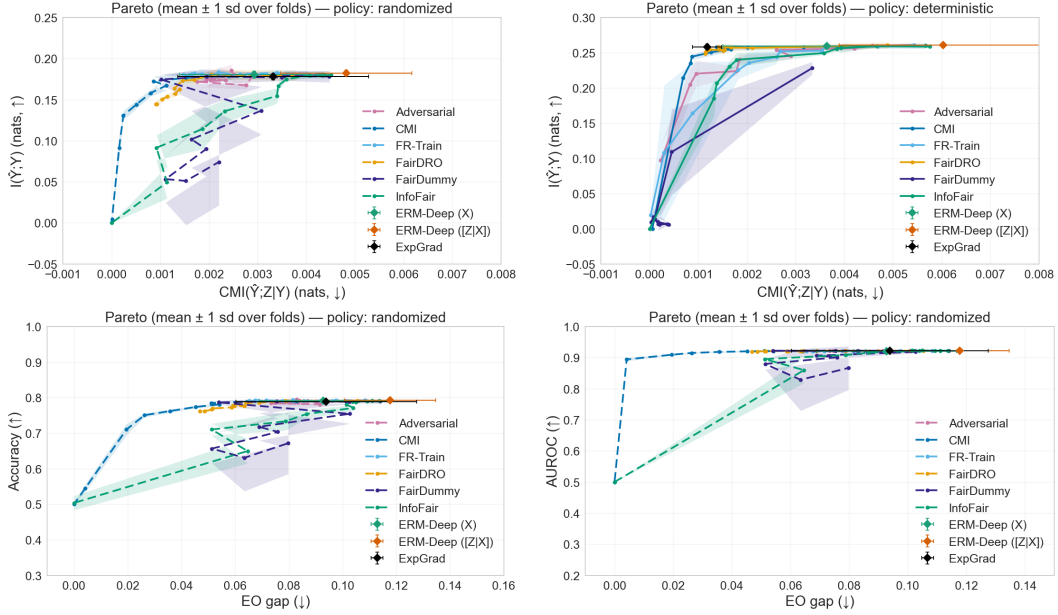 Pareto (mean ± 1 sd over folds) — policy: randomized
I(Ŷ;Y) (nats, ↑)
0.25
0.20
0.15
0.10
0.05
0.00
−0.05
−0.001
0.000
0.001
0.002
0.003
0.004
0.005
0.006
0.007
0.008
CMI(Ŷ;Z|Y) (nats, ↓)
Adversarial
CMI
FR-Train
FairDRO
FairDummy
InfoFair
ERM-Deep (X)
ERM-Deep ([Z|X])
ExpGrad
Pareto (mean ± 1 sd over folds) — policy: deterministic
I(Ŷ;Y) (nats, ↑)
0.30
0.25
0.20
0.15
0.10
0.05
0.00
−0.05
−0.001
0.000
0.001
0.002
0.003
0.004
0.005
0.006
0.007
0.008
CMI(Ŷ;Z|Y) (nats, ↓)
Adversarial
CMI
FR-Train
FairDRO
FairDummy
InfoFair
ERM-Deep (X)
ERM-Deep ([Z|X])
ExpGrad
Pareto (mean ± 1 sd over folds) — policy: randomized
Accuracy (↑)
1.0
0.9
0.8
0.7
0.6
0.5
0.4
0.3
0.00
0.02
0.04
0.06
0.08
0.10
0.12
0.14
0.16
EO gap (↓)
Adversarial
CMI
FR-Train
FairDRO
FairDummy
InfoFair
ERM-Deep (X)
ERM-Deep ([Z|X])
ExpGrad
Pareto (mean ± 1 sd over folds) — policy: randomized
AUROC (↑)
1.0
0.9
0.8
0.7
0.6
0.5
0.4
0.3
0.2
0.00
0.02
0.04
0.06
0.08
0.10
0.12
0.14
EO gap (↓)
Adversarial
CMI
FR-Train
FairDRO
FairDummy
InfoFair
ERM-Deep (X)
ERM-Deep ([Z|X])
ExpGrad